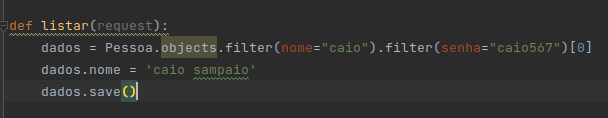 def listar(request):
    dados = Pessoa.objects.filter(nome="caio").filter(senha="caio567")[0]
    dados.nome = 'caio sampaio'
    dados.save()